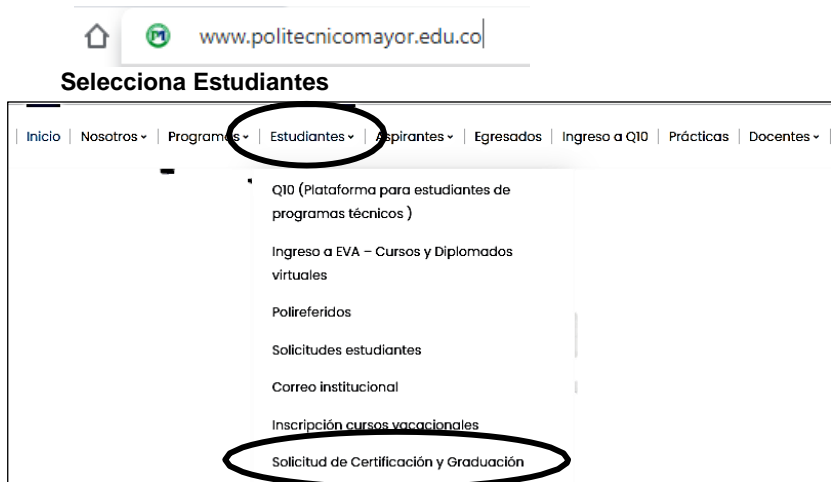 www.politecnicomayor.edu.co
Selecciona Estudiantes
Inicio | Nosotros | Programas | Estudiantes | Aspirantes | Egresados | Ingreso a Q10 | Prácticas | Docentes |
Q10 (Plataforma para estudiantes de
programas técnicos )
Ingreso a EVA – Cursos y Diplomados
virtuales
Polireferidos
Solicitudes estudiantes
Correo institucional
Inscripción cursos vacacionales
Solicitud de Certificación y Graduación